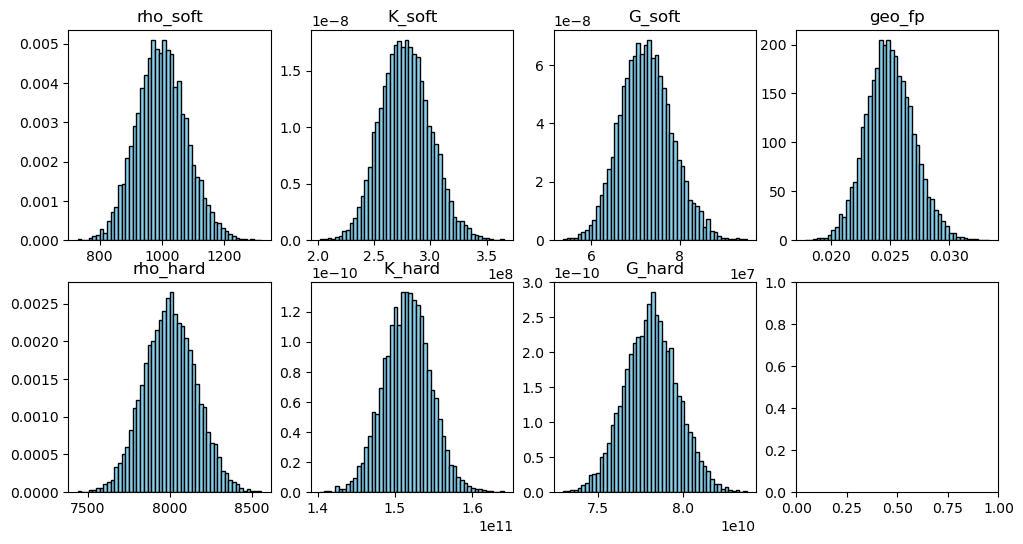 rho_soft
0.005
0.004
0.003
0.002
0.001
0.000
800 1000 1200
K_soft
1e−8
1.5
1.0
0.5
0.0
2.0 2.5 3.0 3.5
1e8
G_soft
1e−8
6
4
2
0
6 8
1e7
geo_fp
200
150
100
50
0
0.020 0.025 0.030
rho_hard
0.0025
0.0020
0.0015
0.0010
0.0005
0.0000
7500 8000 8500
K_hard
1e−10
1.2
1.0
0.8
0.6
0.4
0.2
0.0
1.4 1.5 1.6
1e11
G_hard
1e−10
3.0
2.5
2.0
1.5
1.0
0.5
0.0
7.5 8.0
1e10
1.0
0.8
0.6
0.4
0.2
0.0
0.00 0.25 0.50 0.75 1.00